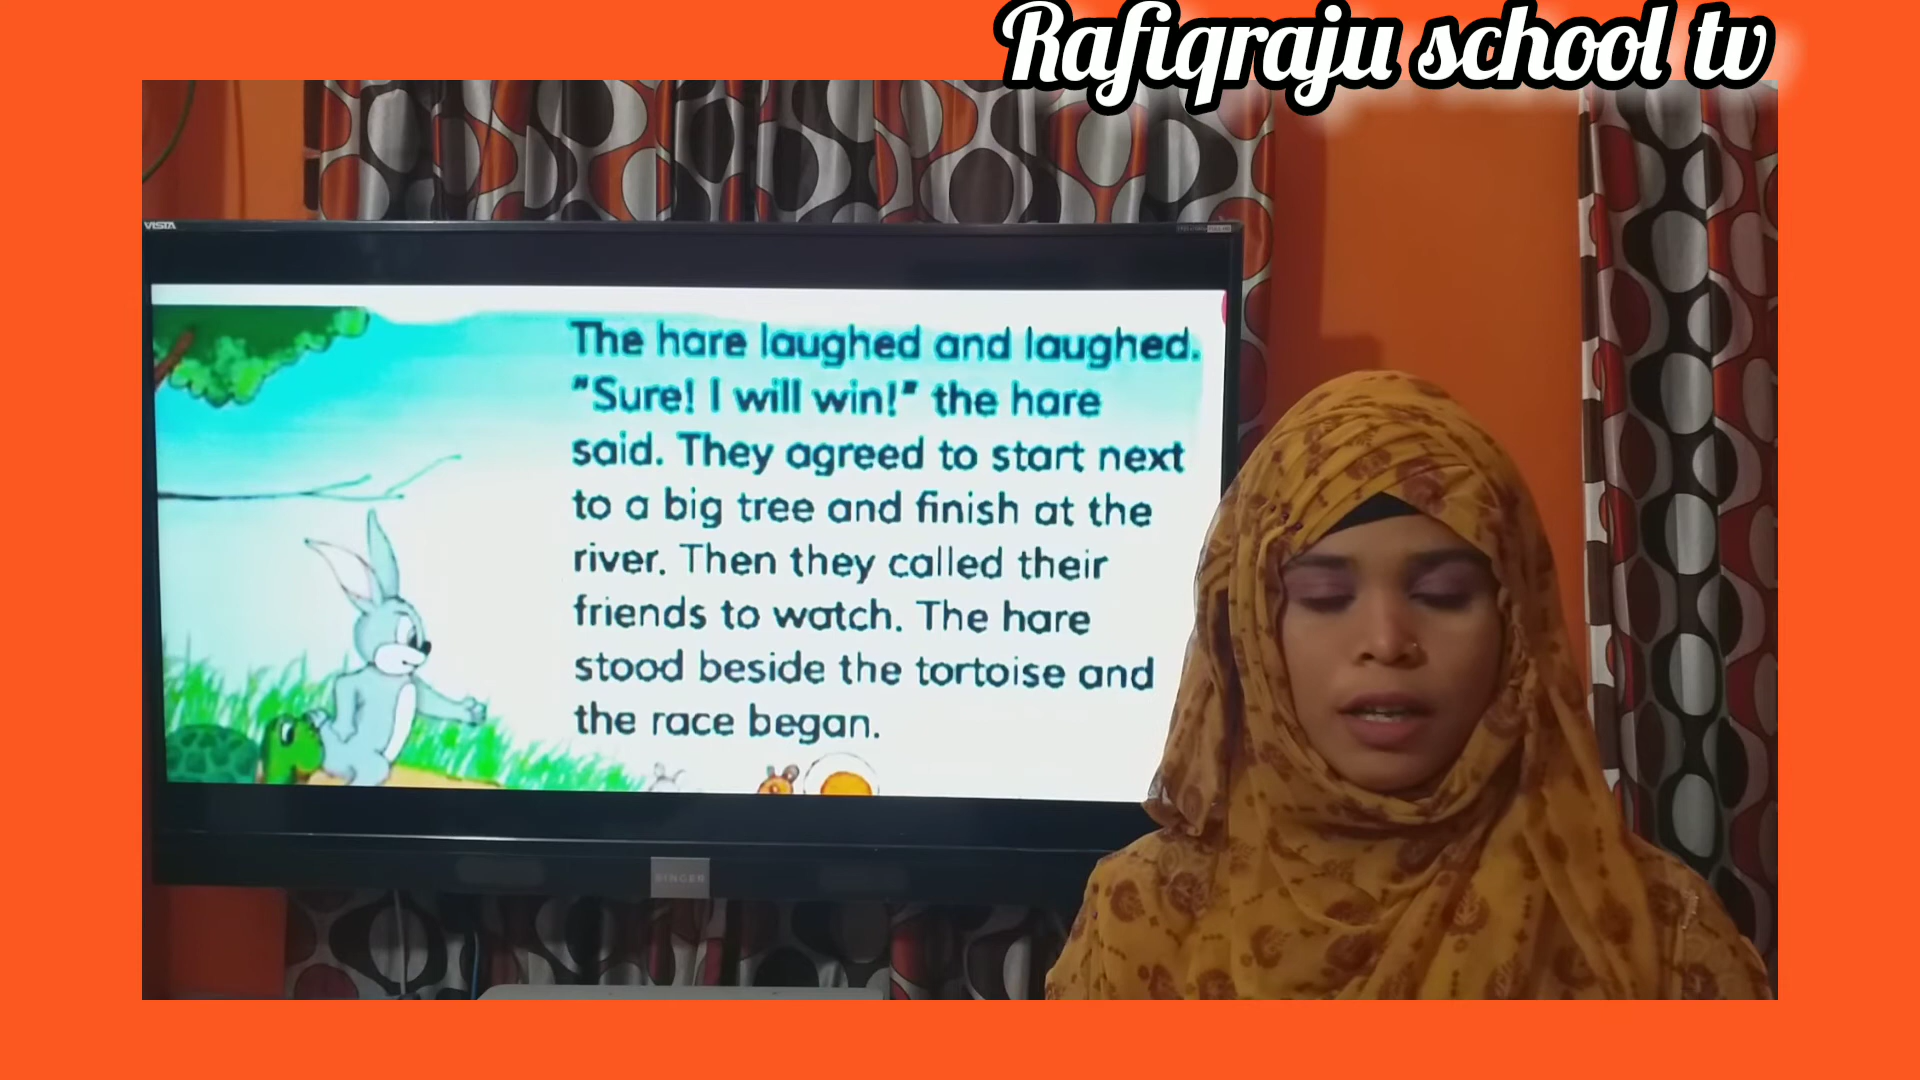 Rafiqraju school tv
VISTA
The hare laughed and laughed.
"Sure! I will win!" the hare
said. They agreed to start next
to a big tree and finish at the
river. Then they called their
friends to watch. The hare
stood beside the tortoise and
the race began.
SINGER